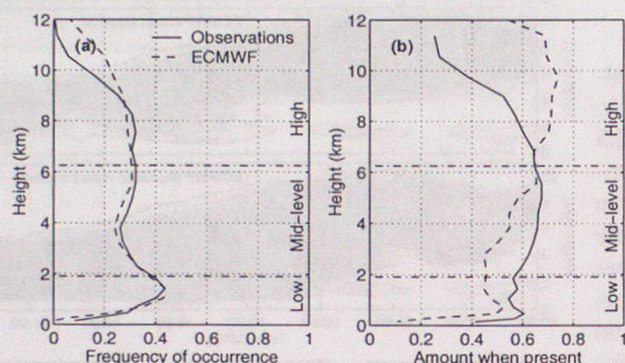 12
10
8
6
4
2
0
Height (km)
(a)
Observations
ECMWF
High
Mid-level
Low
0 0.2 0.4 0.6 0.8 1
Frequency of occurrence
12
10
8
6
4
2
0
Height (km)
(b)
High
Mid-level
Low
0 0.2 0.4 0.6 0.8 1
Amount when present